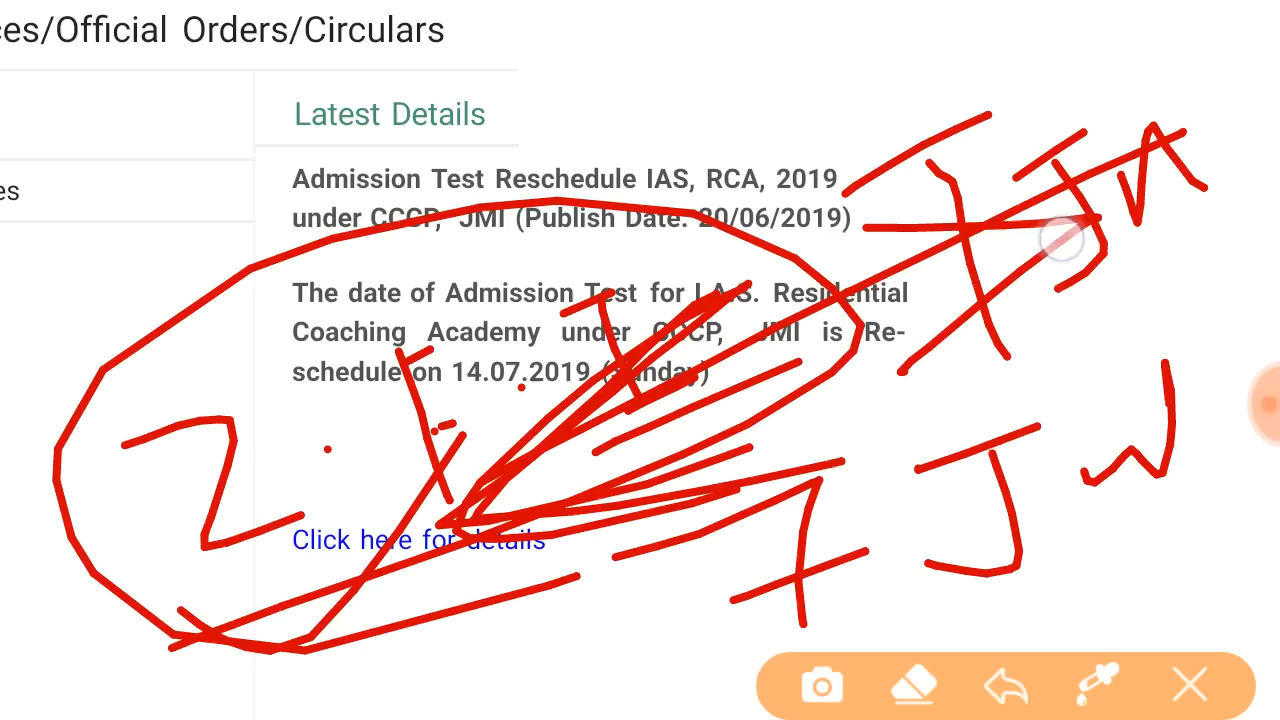 ces/Official Orders/Circulars
Latest Details
es
Admission Test Reschedule IAS, RCA, 2019
under CCCP, JMI (Publish Date: 20/06/2019)
The date of Admission Test for I.A.S. Residential
Coaching Academy under CCCP, JMI is Re-
schedule on 14.07.2019 (Sunday)
Click here for details